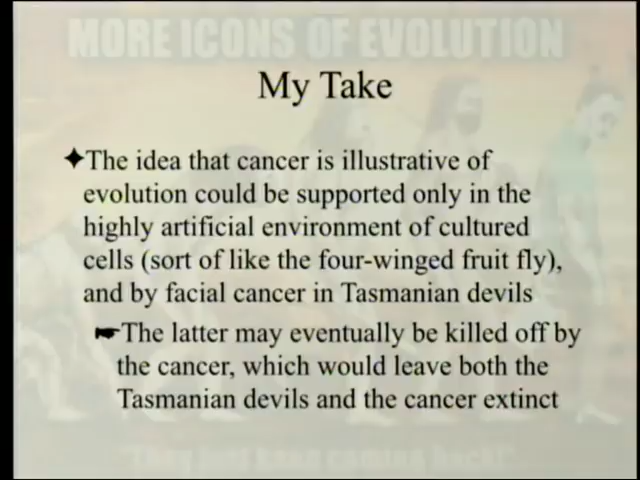 MORE ICONS OF EVOLUTION
My Take
The idea that cancer is illustrative of
evolution could be supported only in the
highly artificial environment of cultured
cells (sort of like the four-winged fruit fly),
and by facial cancer in Tasmanian devils
The latter may eventually be killed off by
the cancer, which would leave both the
Tasmanian devils and the cancer extinct
"They just keep coming back!"